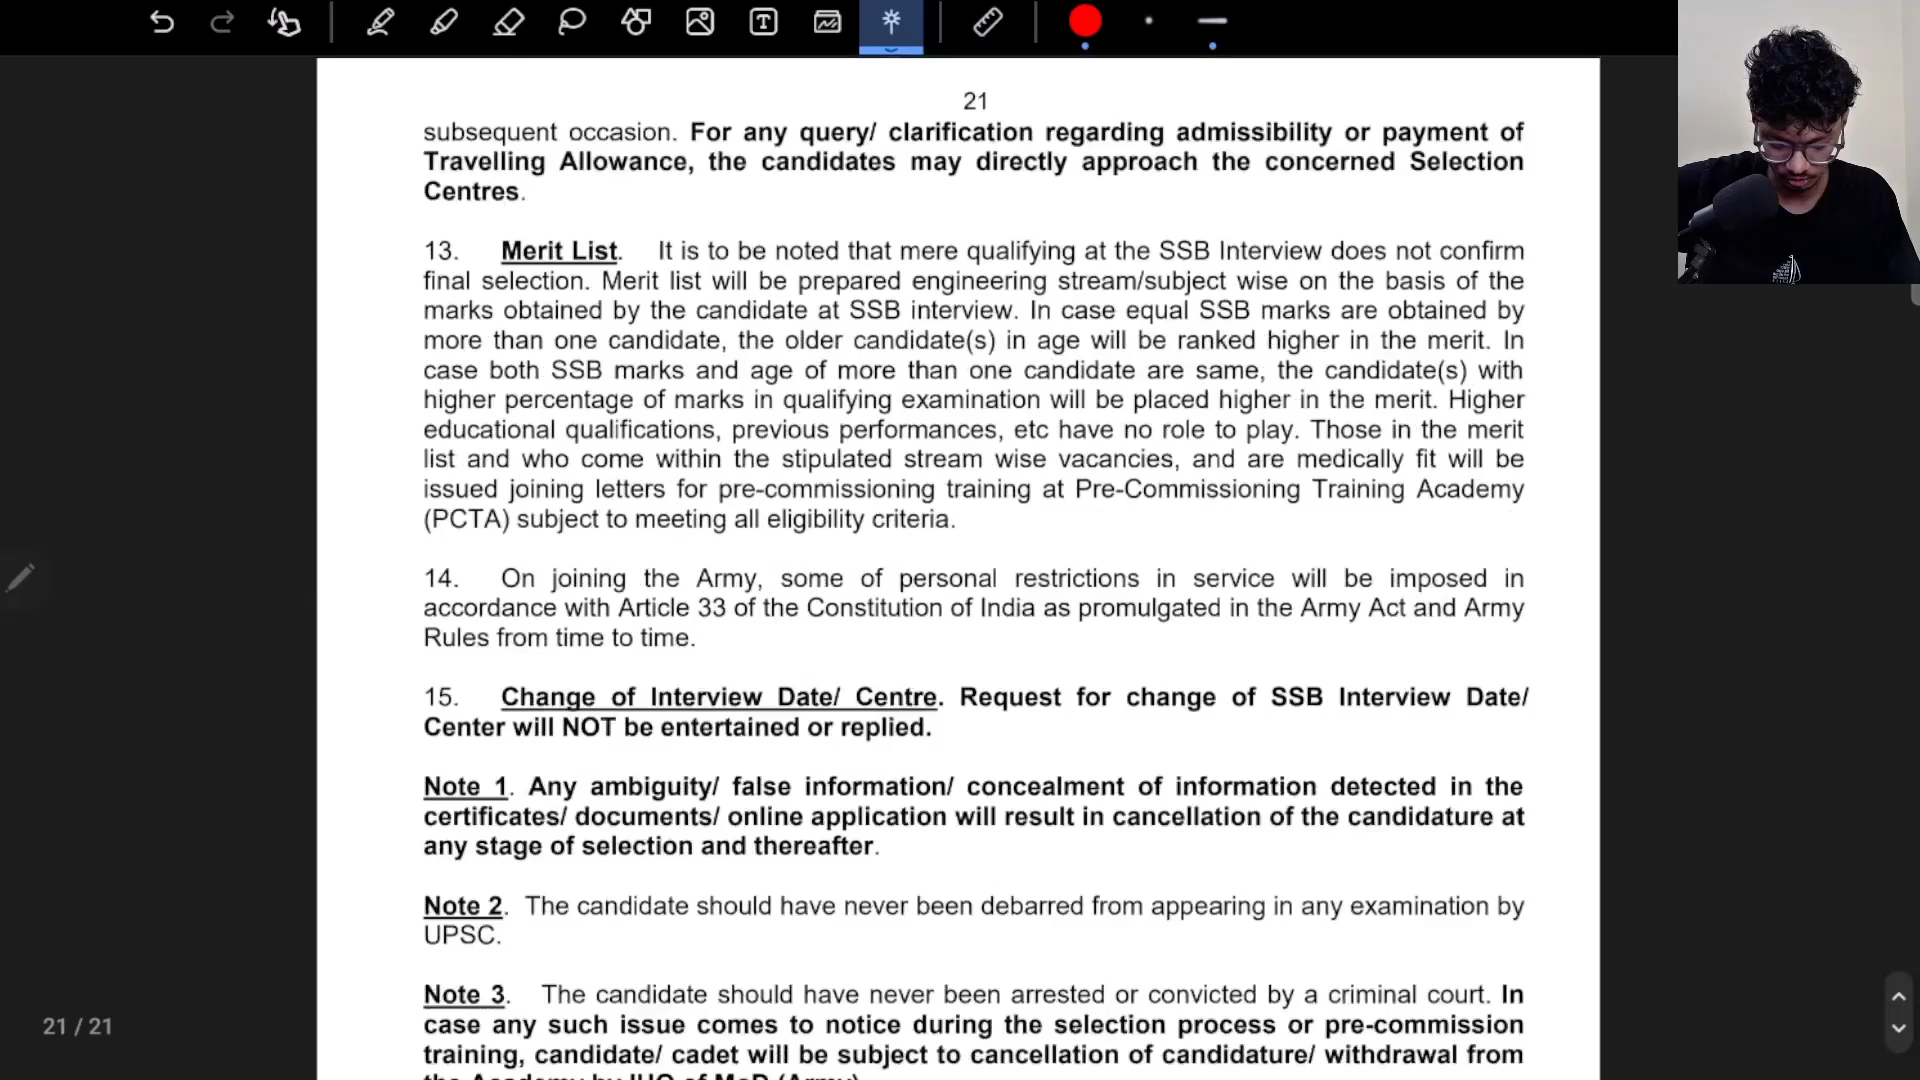 21
subsequent occasion. For any query/ clarification regarding admissibility or payment of
Travelling Allowance, the candidates may directly approach the concerned Selection
Centres.
13. Merit List. It is to be noted that mere qualifying at the SSB Interview does not confirm
final selection. Merit list will be prepared engineering stream/subject wise on the basis of the
marks obtained by the candidate at SSB interview. In case equal SSB marks are obtained by
more than one candidate, the older candidate(s) in age will be ranked higher in the merit. In
case both SSB marks and age of more than one candidate are same, the candidate(s) with
higher percentage of marks in qualifying examination will be placed higher in the merit. Higher
educational qualifications, previous performances, etc have no role to play. Those in the merit
list and who come within the stipulated stream wise vacancies, and are medically fit will be
issued joining letters for pre-commissioning training at Pre-Commissioning Training Academy
(PCTA) subject to meeting all eligibility criteria.
14. On joining the Army, some of personal restrictions in service will be imposed in
accordance with Article 33 of the Constitution of India as promulgated in the Army Act and Army
Rules from time to time.
15. Change of Interview Date/ Centre. Request for change of SSB Interview Date/
Center will NOT be entertained or replied.
Note 1. Any ambiguity/ false information/ concealment of information detected in the
certificates/ documents/ online application will result in cancellation of the candidature at
any stage of selection and thereafter.
Note 2. The candidate should have never been debarred from appearing in any examination by
UPSC.
Note 3. The candidate should have never been arrested or convicted by a criminal court. In
case any such issue comes to notice during the selection process or pre-commission
training, candidate/ cadet will be subject to cancellation of candidature/ withdrawal from
the Academy by IHQ of MoD (Army)
21 / 21